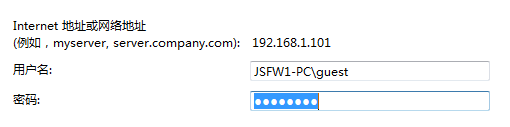 Internet 地址或网络地址
(例如，myserver, server.company.com): 192.168.1.101
用户名: JSFW1-PC\guest
密码: ●●●●●●●●